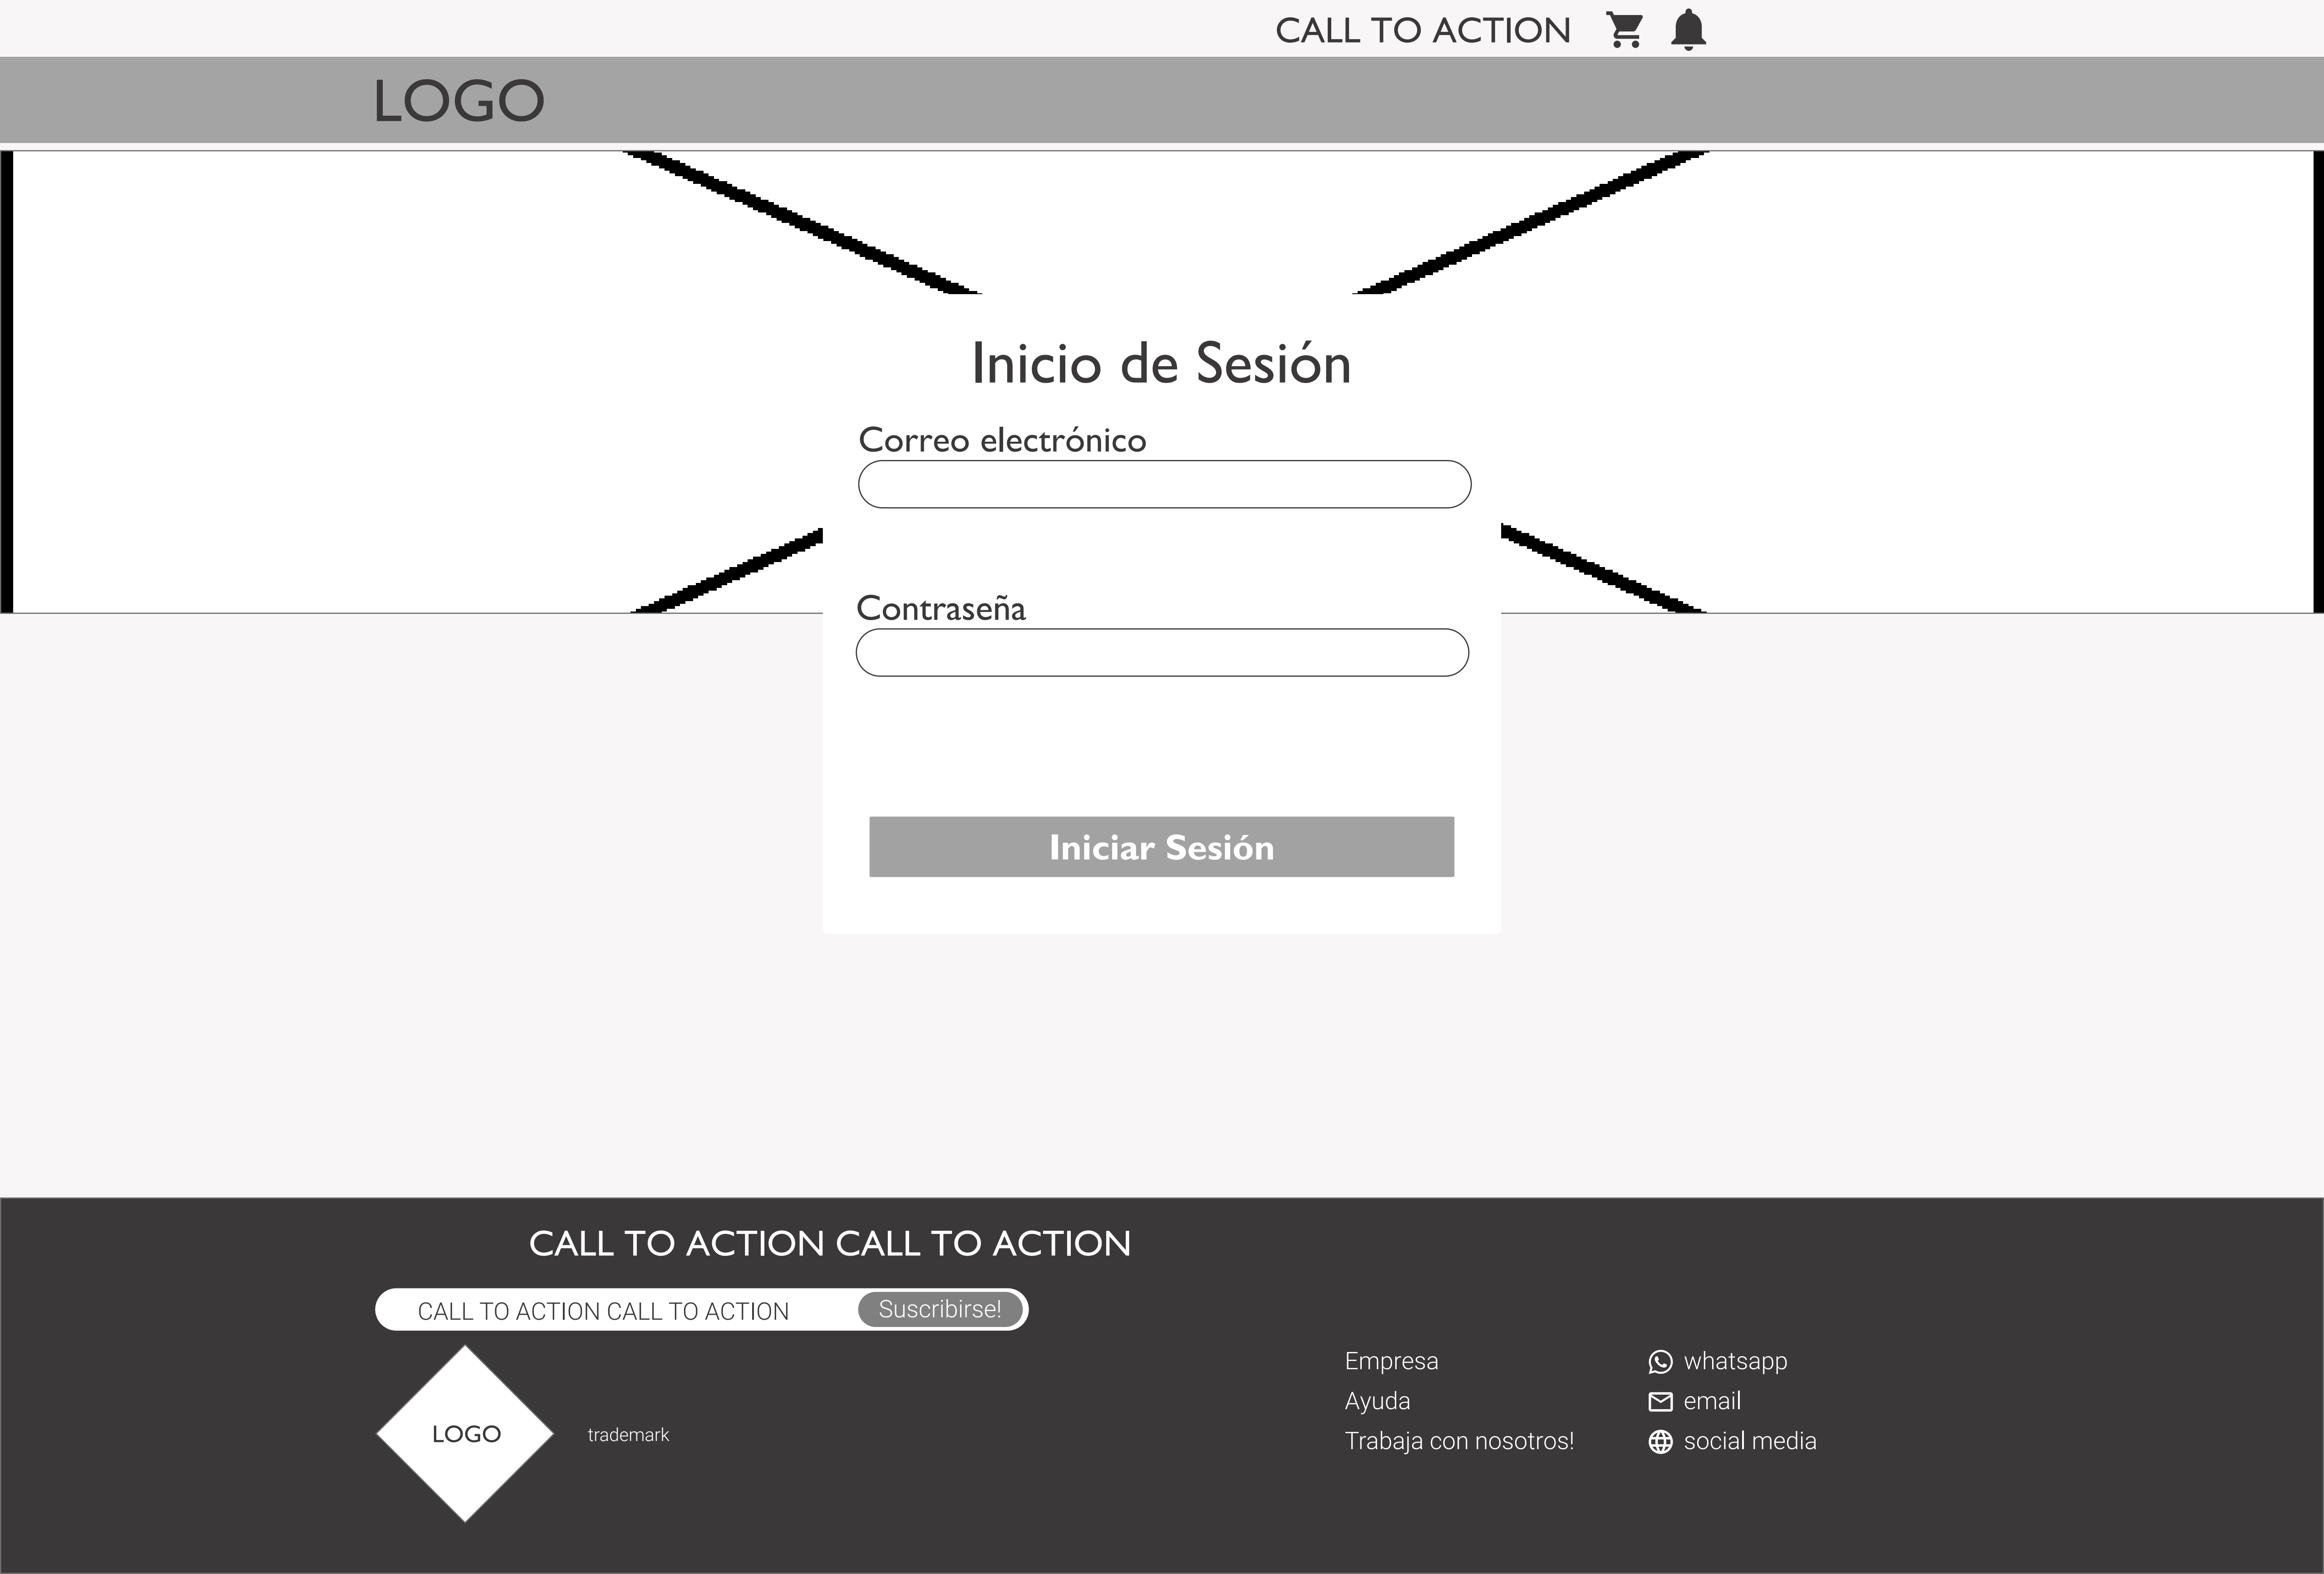 CALL TO ACTION
LOGO
Inicio de Sesión
Correo electrónico
Contraseña
Iniciar Sesión
CALL TO ACTION CALL TO ACTION
CALL TO ACTION CALL TO ACTION
Suscribirse!
LOGO
trademark
Empresa
Ayuda
Trabaja con nosotros!
whatsapp
email
social media